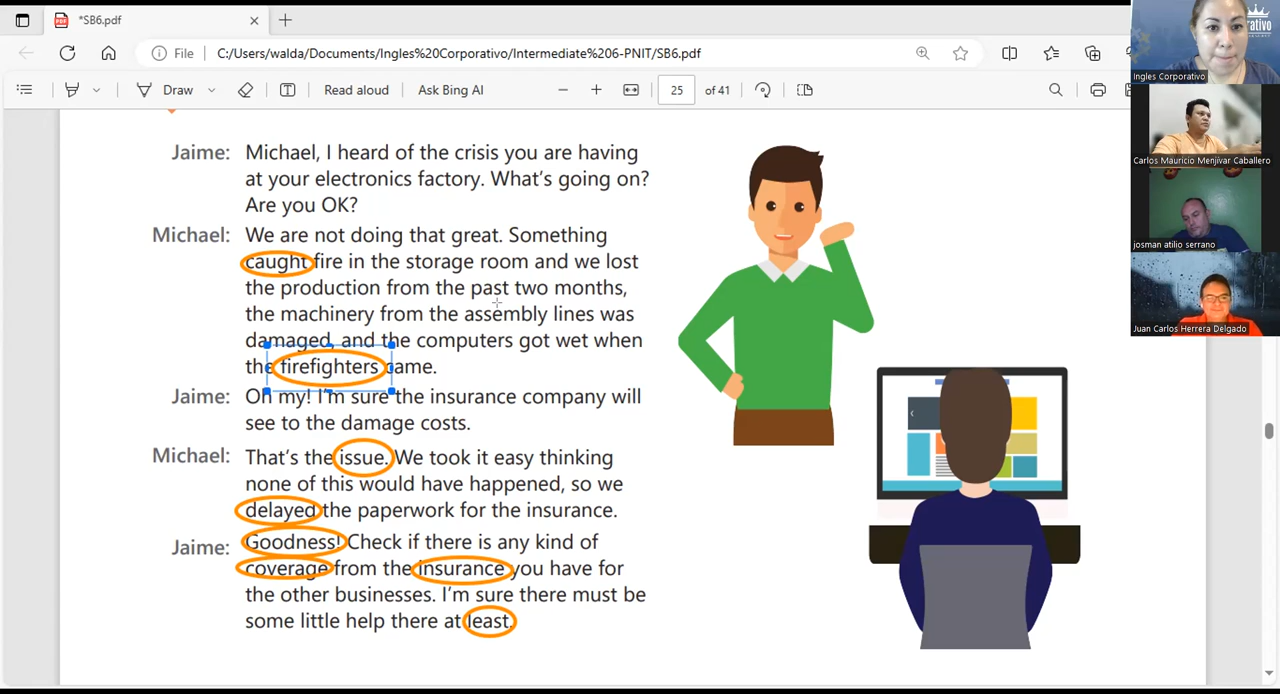 *SB6.pdf
File C:/Users/walda/Documents/Ingles%20Corporativo/Intermediate%206-PNIT/SB6.pdf
Draw Read aloud Ask Bing AI 25 of 41
Ingles Corporativo
Carlos Mauricio Menjívar Caballero
josman atilio serrano
Juan Carlos Herrera Delgado
Jaime: Michael, I heard of the crisis you are having
at your electronics factory. What's going on?
Are you OK?
Michael: We are not doing that great. Something
caught fire in the storage room and we lost
the production from the past two months,
the machinery from the assembly lines was
damaged, and the computers got wet when
the firefighters came.
Jaime: Oh my! I'm sure the insurance company will
see to the damage costs.
Michael: That's the issue. We took it easy thinking
none of this would have happened, so we
delayed the paperwork for the insurance.
Jaime: Goodness! Check if there is any kind of
coverage from the insurance you have for
the other businesses. I'm sure there must be
some little help there at least.